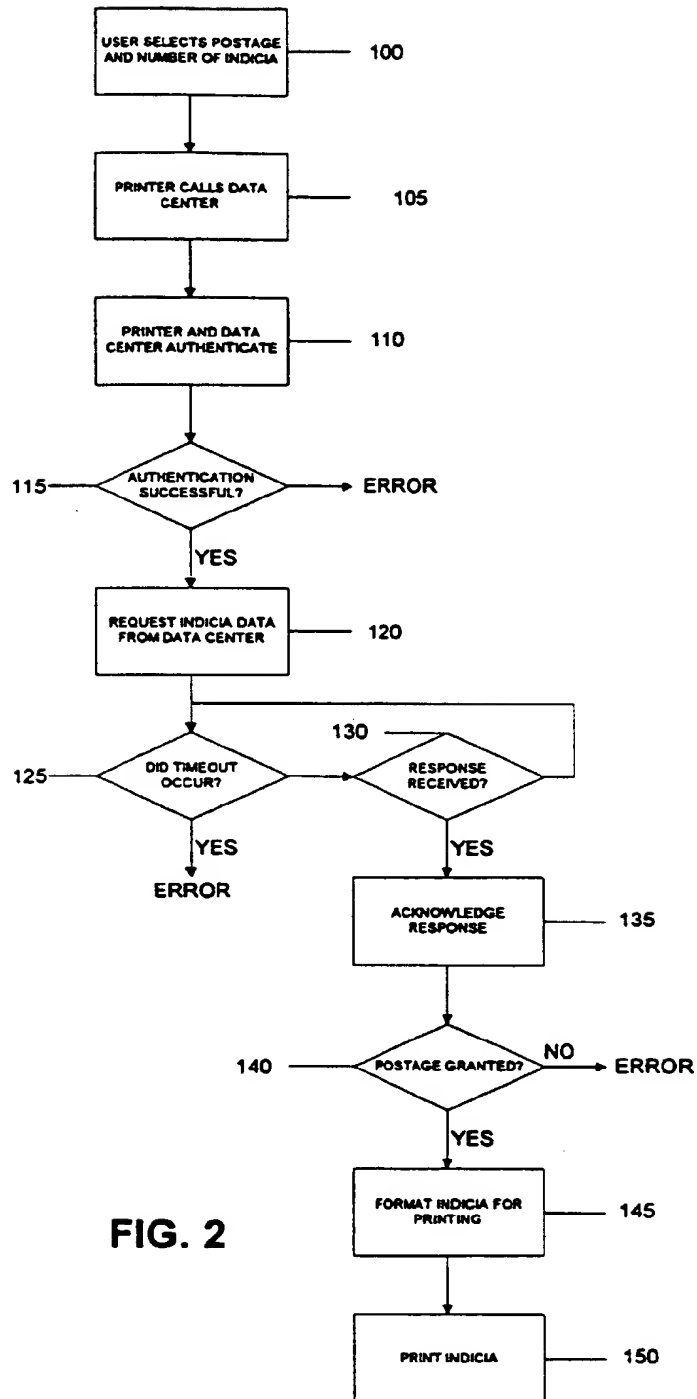 USER SELECTS POSTAGE
AND NUMBER OF INDICIA
100
PRINTER CALLS DATA
CENTER
105
PRINTER AND DATA
CENTER AUTHENTICATE
110
115
AUTHENTICATION
SUCCESSFUL?
ERROR
YES
REQUEST INDICIA DATA
FROM DATA CENTER
120
130
125
DID TIMEOUT
OCCUR?
RESPONSE
RECEIVED?
YES
ERROR
YES
ACKNOWLEDGE
RESPONSE
135
140
POSTAGE GRANTED?
NO
ERROR
YES
FORMAT INDICIA FOR
PRINTING
145
FIG. 2
PRINT INDICIA
150